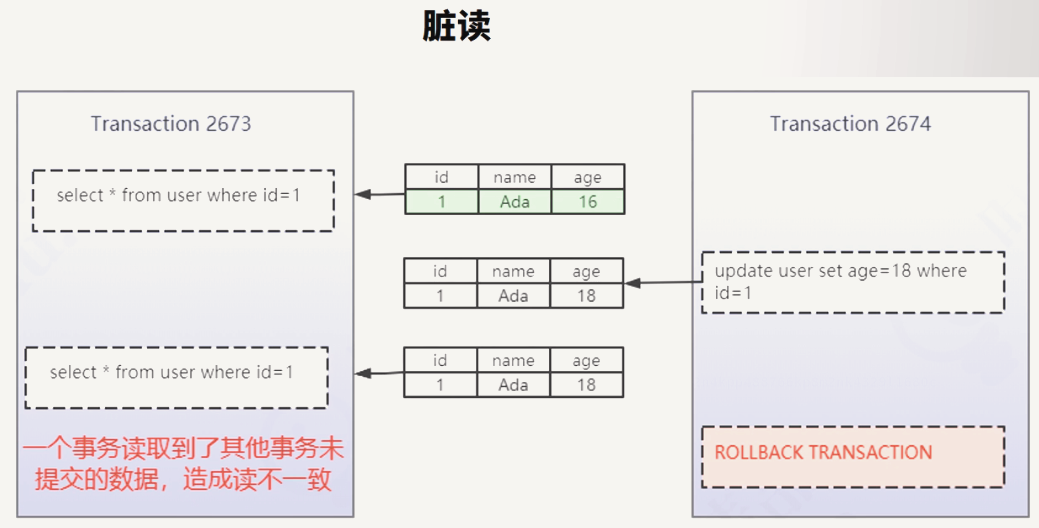 脏读
Transaction 2673
select * from user where id=1
id name age
1 Ada 16
id name age
1 Ada 18
select * from user where id=1
id name age
1 Ada 18
一个事务读取到了其他事务未
提交的数据，造成读不一致
Transaction 2674
update user set age=18 where
id=1
ROLLBACK TRANSACTION